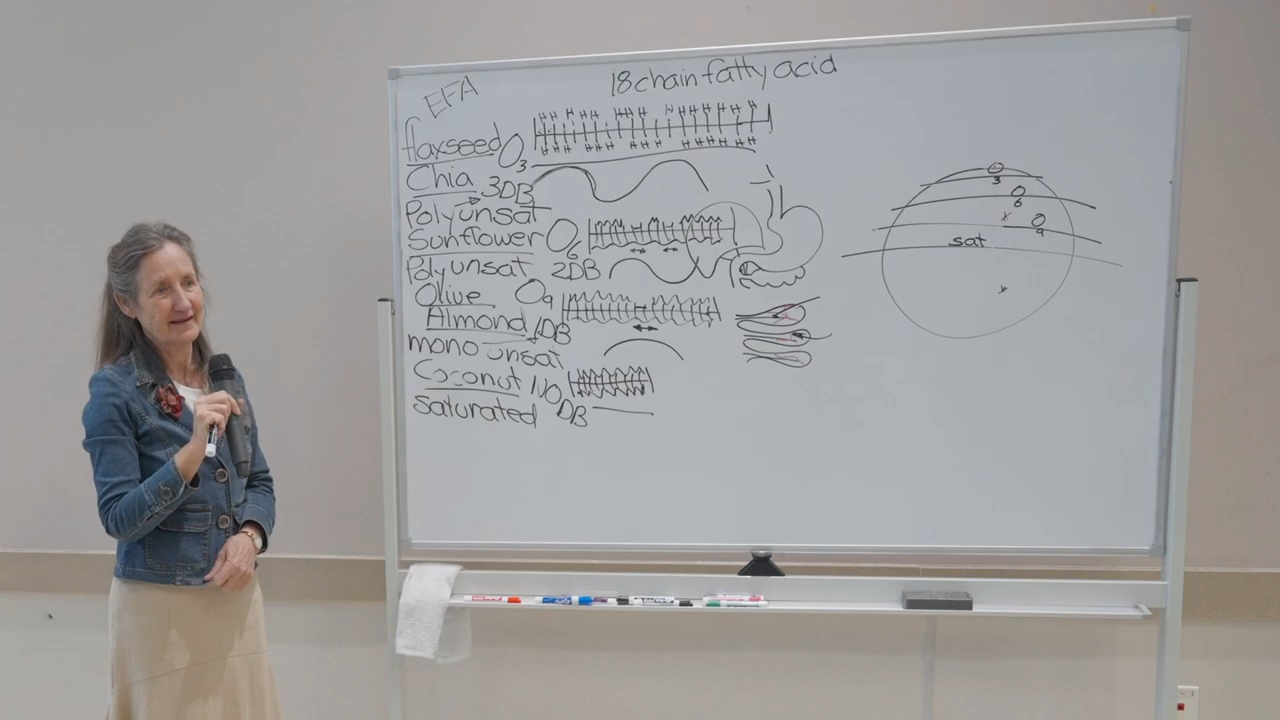 18 chain fatty acid
EFA
flaxseed O3
Chia 3DB
Polyunsat
Sunflower O6
Polyunsat 2DB
Olive O9
Almond 1DB
mono unsat
Coconut NO
saturated DB
O3
O6
O9
sat